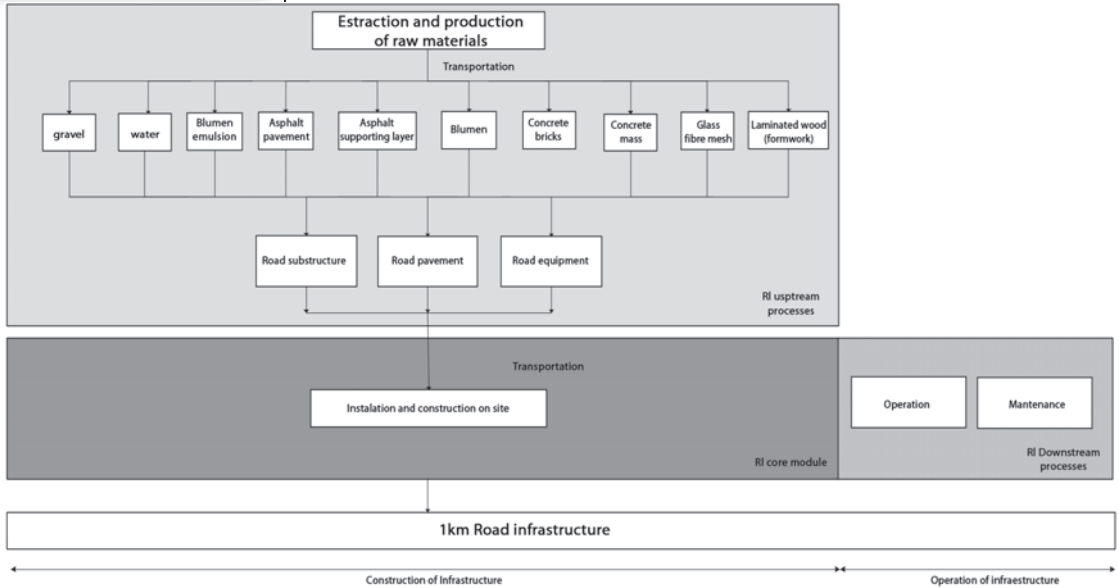 Estraction and production
of raw materials
Transportation
gravel
water
Blumen
emulsion
Asphalt
pavement
Asphalt
supporting layer
Blumen
Concrete
bricks
Concrete
mass
Glass
fibre mesh
Laminated wood
(formwork)
Road substructure
Road pavement
Road equipment
RI usptream
processes
Transportation
Instalation and construction on site
RI core module
Operation
Mantenance
RI Downstream
processes
1km Road infrastructure
Construction of Infrastructure
Operation of infraestructure